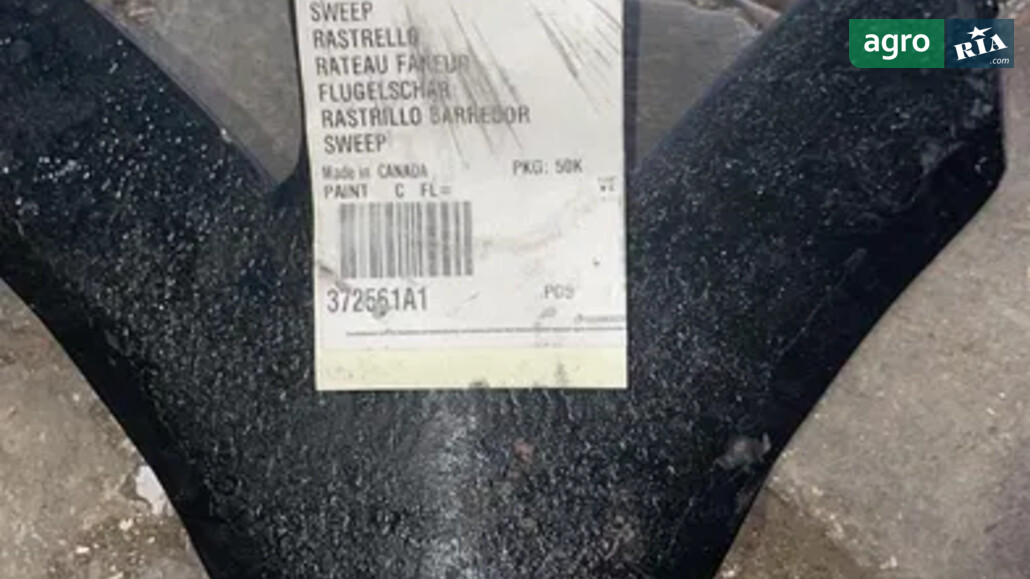 SWEEP
RASTRELLO
RATEAU FANEUR
FLUGELSCHAR
RASTRILLO BARREDOR
SWEEP
Made in CANADA PKG: 50K
PAINT C FL=
372561A1 PGS
agro RIA .com